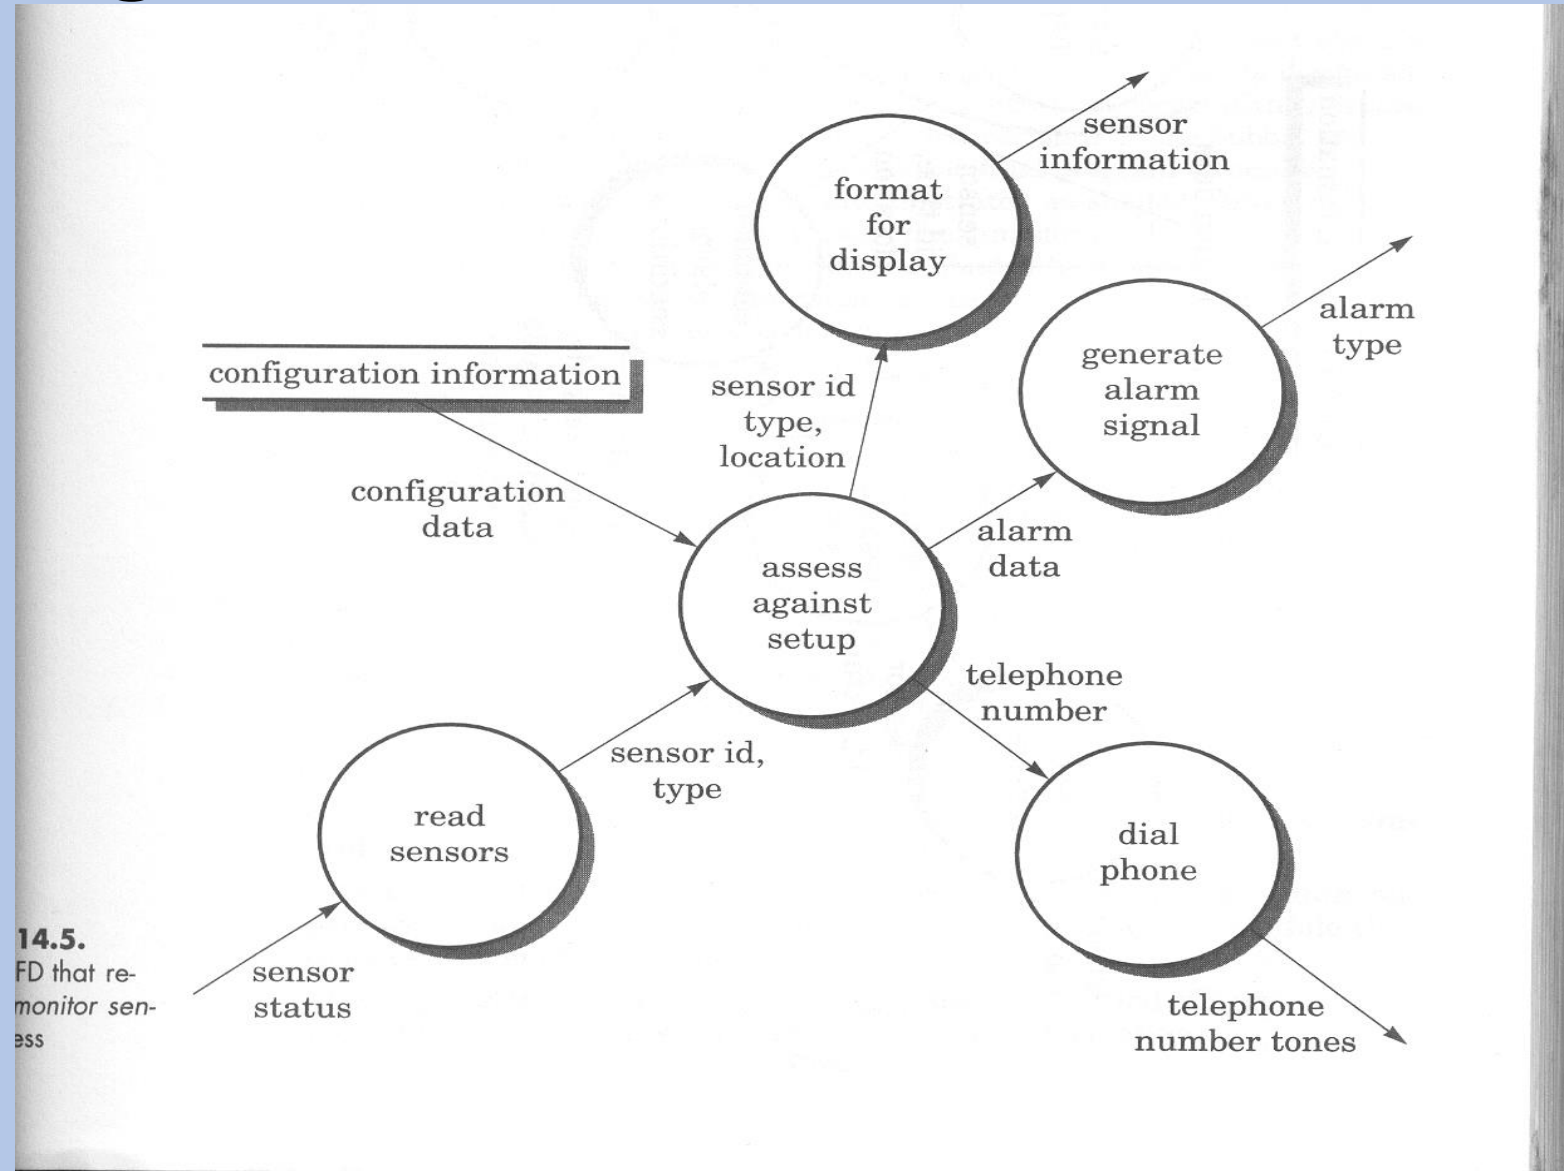 sensor
information
format
for
display
alarm
type
generate
alarm
signal
configuration information
sensor id
type,
location
configuration
data
alarm
data
assess
against
setup
telephone
number
sensor id,
type
read
sensors
dial
phone
14.5.
FD that re-
monitor sen-
ess
sensor
status
telephone
number tones